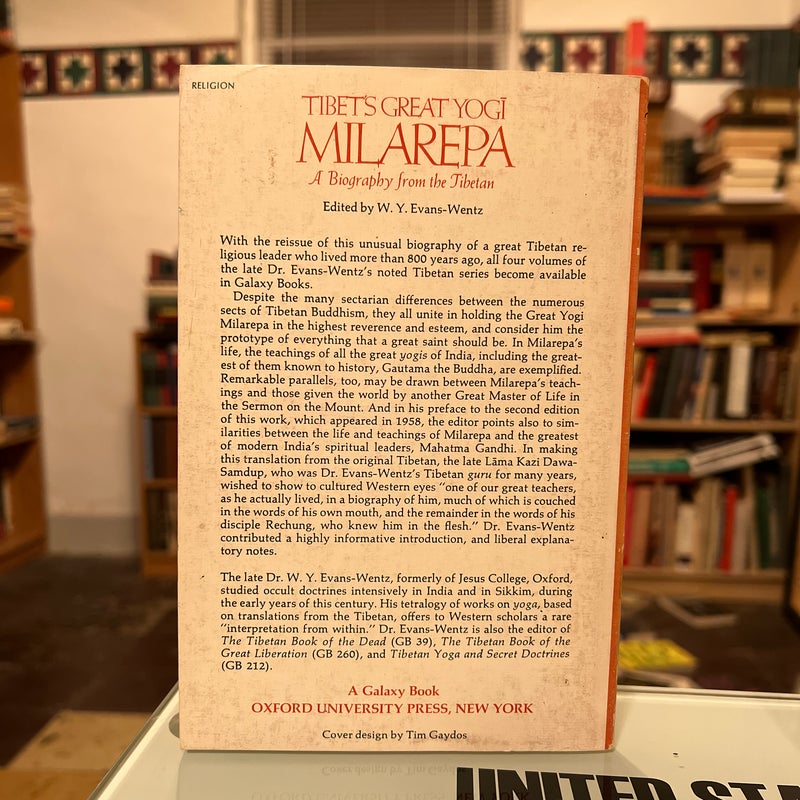 RELIGION
TIBET'S GREAT YOGĪ
MILAREPA
A Biography from the Tibetan
Edited by W. Y. Evans-Wentz
With the reissue of this unusual biography of a great Tibetan re-
ligious leader who lived more than 800 years ago, all four volumes of
the late Dr. Evans-Wentz's noted Tibetan series become available
in Galaxy Books.
Despite the many sectarian differences between the numerous
sects of Tibetan Buddhism, they all unite in holding the Great Yogi
Milarepa in the highest reverence and esteem, and consider him the
prototype of everything that a great saint should be. In Milarepa's
life, the teachings of all the great yogis of India, including the great-
est of them known to history, Gautama the Buddha, are exemplified.
Remarkable parallels, too, may be drawn between Milarepa's teach-
ings and those given the world by another Great Master of Life in
the Sermon on the Mount. And in his preface to the second edition
of this work, which appeared in 1958, the editor points also to sim-
ilarities between the life and teachings of Milarepa and the greatest
of modern India's spiritual leaders, Mahatma Gandhi. In making
this translation from the original Tibetan, the late Lāma Kazi Dawa-
Samdup, who was Dr. Evans-Wentz's Tibetan guru for many years,
wished to show to cultured Western eyes "one of our great teachers,
as he actually lived, in a biography of him, much of which is couched
in the words of his own mouth, and the remainder in the words of his
disciple Rechung, who knew him in the flesh." Dr. Evans-Wentz
contributed a highly informative introduction, and liberal explana-
tory notes.
The late Dr. W. Y. Evans-Wentz, formerly of Jesus College, Oxford,
studied occult doctrines intensively in India and in Sikkim, during
the early years of this century. His tetralogy of works on yoga, based
on translations from the Tibetan, offers to Western scholars a rare
"interpretation from within." Dr. Evans-Wentz is also the editor of
The Tibetan Book of the Dead (GB 39), The Tibetan Book of the
Great Liberation (GB 260), and Tibetan Yoga and Secret Doctrines
(GB 212).
A Galaxy Book
OXFORD UNIVERSITY PRESS, NEW YORK
Cover design by Tim Gaydos
UNITED STA